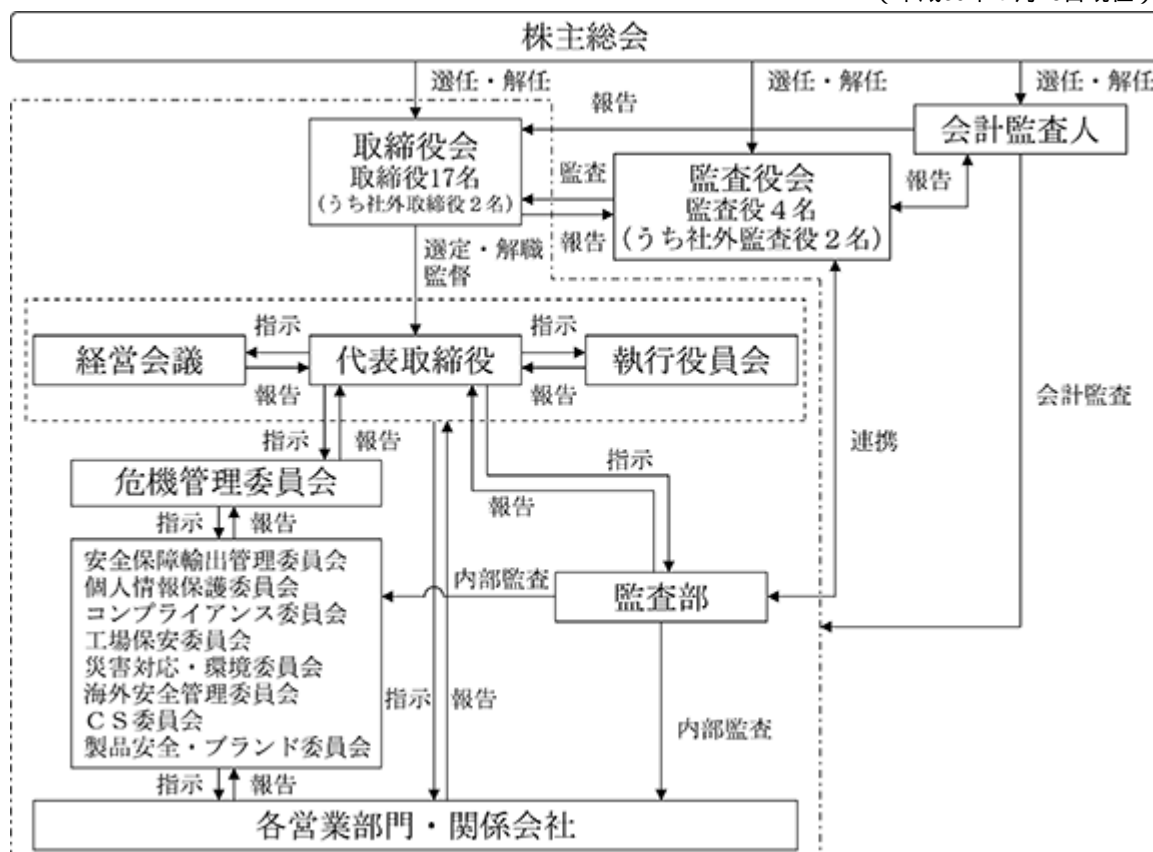 株主総会
選任・解任
選任・解任
選任・解任
報告
会計監査人
取締役会
取締役17名
(うち社外取締役2名)
監査
報告
監査役会
監査役4名
(うち社外監査役2名)
報告
選定・解職
監督
指示
指示
経営会議
代表取締役
執行役員会
報告
報告
会計監査
指示
報告
連携
指示
報告
危機管理委員会
指示
報告
安全保障輸出管理委員会
個人情報保護委員会
コンプライアンス委員会
工場保安委員会
災害対応・環境委員会
海外安全管理委員会
CS委員会
製品安全・ブランド委員会
内部監査
監査部
指示
報告
内部監査
指示
報告
各営業部門・関係会社